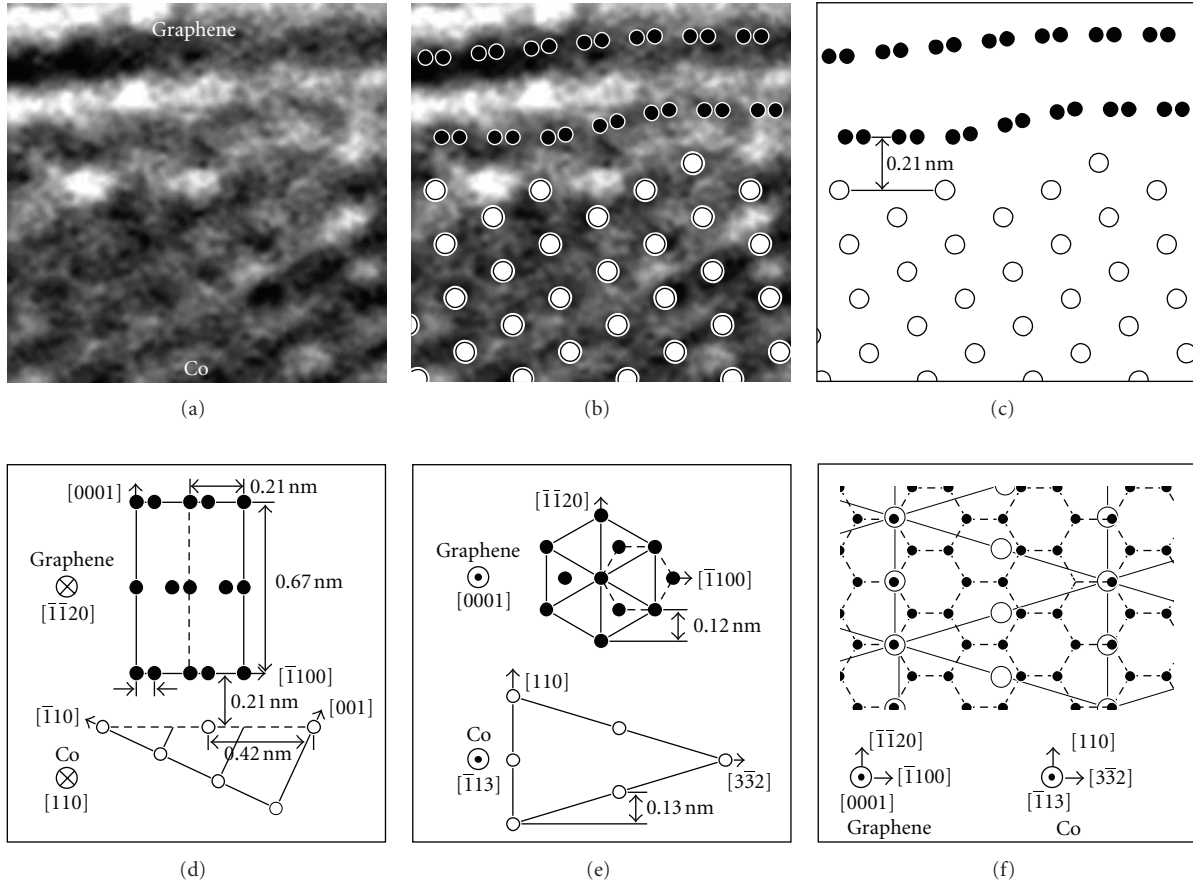 Graphene
Co
0.21 nm
(a)
(b)
(c)
[0001]
0.21 nm
Graphene
[1̅1̅20]
0.67 nm
[1̅100]
0.21 nm
[1̅10]
[001]
0.42 nm
Co
[110]
[1̅1̅20]
Graphene
[0001]
[1̅100]
0.12 nm
[110]
Co
[1̅13]
[33̅2]
0.13 nm
[1̅1̅20]
[1̅100]
[0001]
Graphene
[110]
[33̅2]
[1̅13]
Co
(d)
(e)
(f)